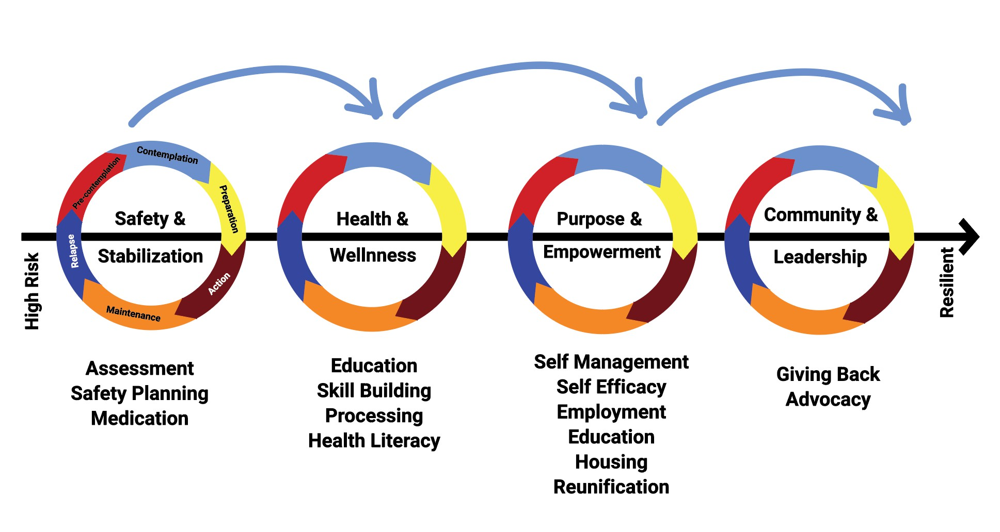 Contemplation
Pre-contemplation
Preparation
Relapse
Action
Maintenance
Safety &
Stabilization
Health &
Wellnness
Purpose &
Empowerment
Community &
Leadership
High Risk
Resilient
Assessment
Safety Planning
Medication
Education
Skill Building
Processing
Health Literacy
Self Management
Self Efficacy
Employment
Education
Housing
Reunification
Giving Back
Advocacy